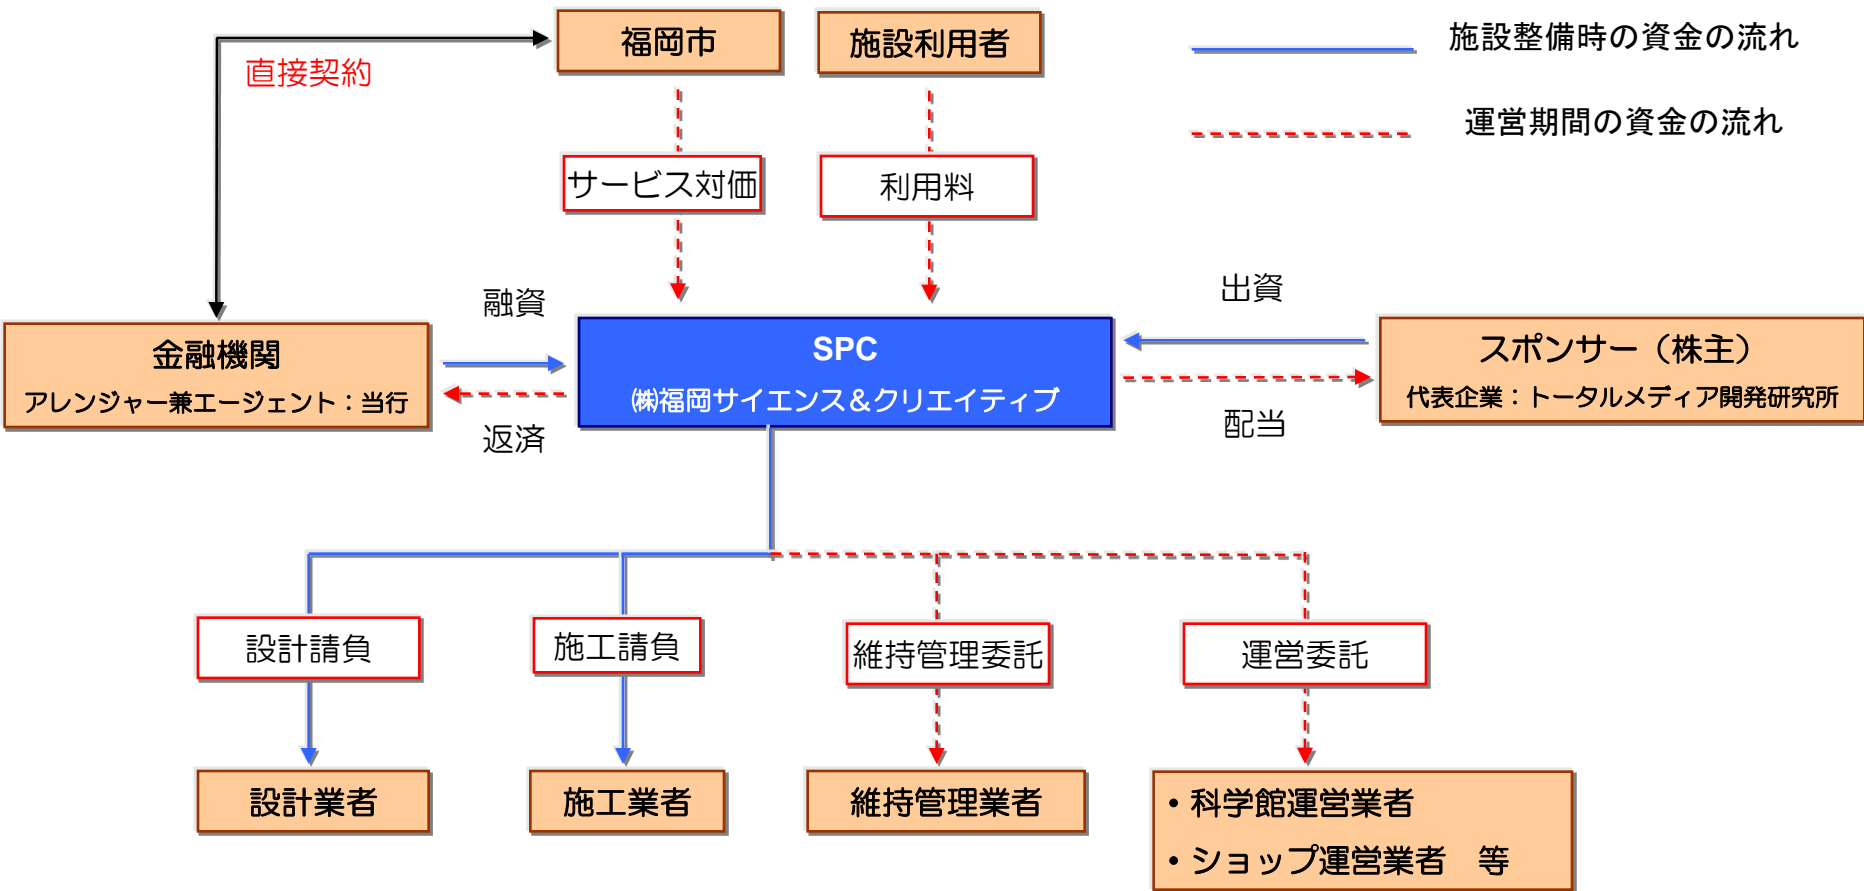 福岡市
施設利用者
施設整備時の資金の流れ
直接契約
運営期間の資金の流れ
サービス対価
利用料
融資
出資
金融機関
アレンジャー兼エージェント：当行
SPC
㈱福岡サイエンス＆クリエイティブ
スポンサー（株主）
代表企業：トータルメディア開発研究所
返済
配当
設計請負
施工請負
維持管理委託
運営委託
設計業者
施工業者
維持管理業者
・科学館運営業者
・ショップ運営業者　等